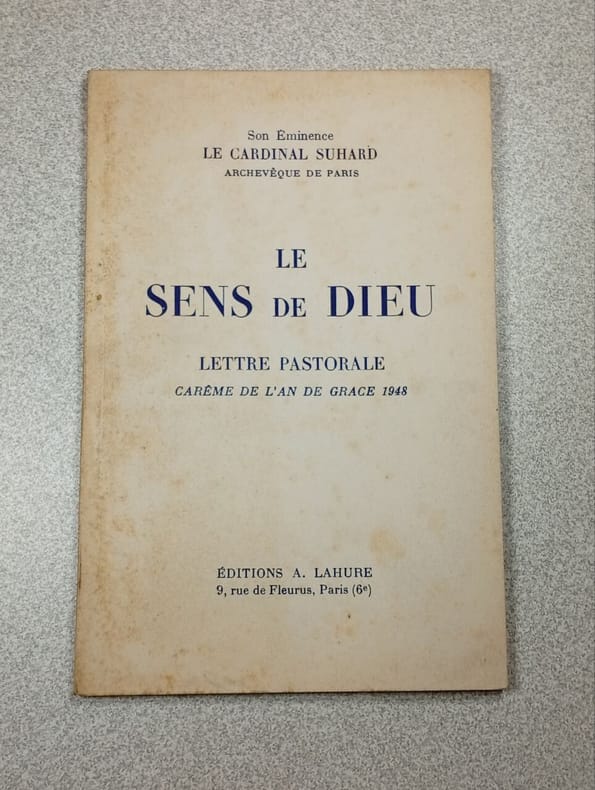 Son Éminence
LE CARDINAL SUHARD
ARCHEVÊQUE DE PARIS
LE
SENS DE DIEU
LETTRE PASTORALE
CARÊME DE L'AN DE GRACE 1948
ÉDITIONS A. LAHURE
9, rue de Fleurus, Paris (6e)